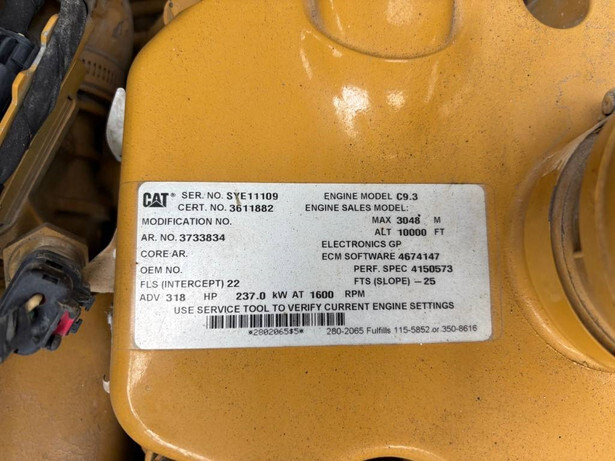 CAT® SER. NO. SYE11109 ENGINE MODEL C9.3
CERT. NO. 3611882 ENGINE SALES MODEL:
MODIFICATION NO. MAX 3048 M
ALT 10000 FT
AR. NO. 3733834 ELECTRONICS GP
CORE AR. ECM SOFTWARE 4674147
OEM NO. PERF. SPEC 4150573
FLS (INTERCEPT) 22 FTS (SLOPE) -25
ADV 318 HP 237.0 kW AT 1600 RPM
USE SERVICE TOOL TO VERIFY CURRENT ENGINE SETTINGS
*2802065$5* 280-2065 Fulfills 115-5852 or 350-8616